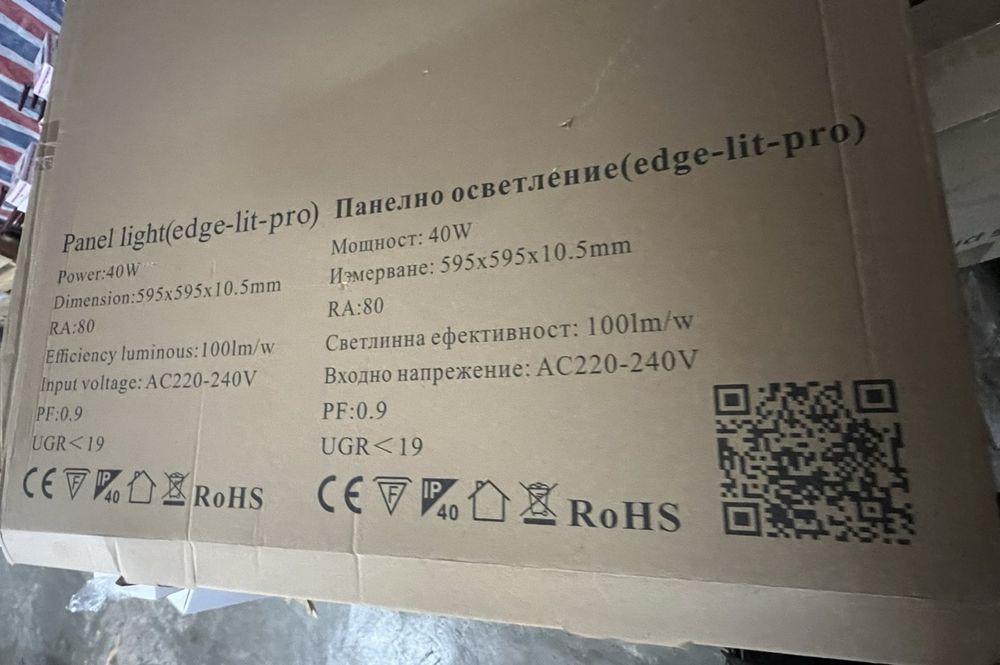 Panel light(edge-lit-pro)
Power:40W
Dimension:595x595x10.5mm
RA:80
Efficiency luminous:100lm/w
Input voltage: AC220-240V
PF:0.9
UGR<19
CE F IP40 RoHS
Панелно осветление(edge-lit-pro)
Мощност: 40W
Измерване: 595x595x10.5mm
RA:80
Светлинна ефективност: 100lm/w
Входно напрежение: AC220-240V
PF:0.9
UGR<19
CE F IP40 RoHS